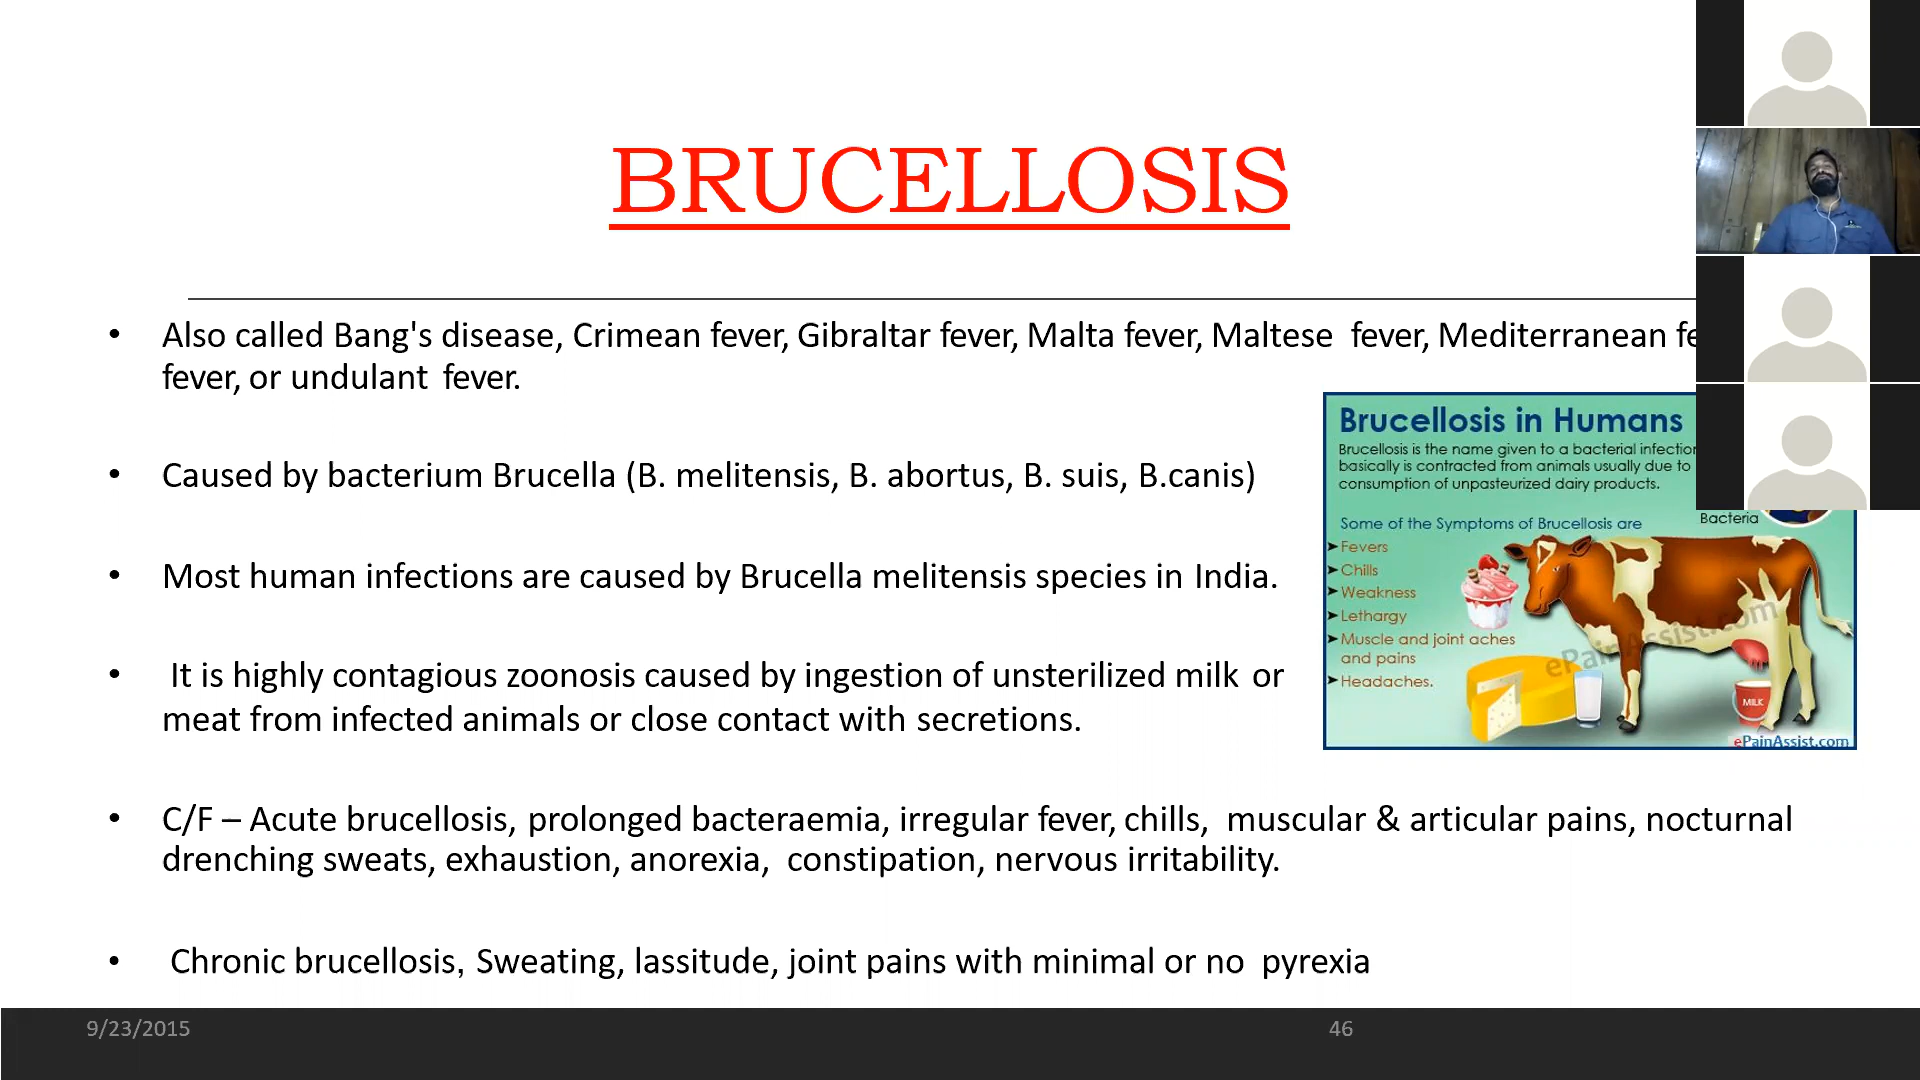 BRUCELLOSIS
• Also called Bang's disease, Crimean fever, Gibraltar fever, Malta fever, Maltese fever, Mediterranean
fever, or undulant fever.
• Caused by bacterium Brucella (B. melitensis, B. abortus, B. suis, B.canis)
• Most human infections are caused by Brucella melitensis species in India.
• It is highly contagious zoonosis caused by ingestion of unsterilized milk or
meat from infected animals or close contact with secretions.
• C/F – Acute brucellosis, prolonged bacteraemia, irregular fever, chills, muscular & articular pains, nocturnal
drenching sweats, exhaustion, anorexia, constipation, nervous irritability.
• Chronic brucellosis, Sweating, lassitude, joint pains with minimal or no pyrexia
Brucellosis in Humans
Brucellosis is the name given to a bacterial infection
basically is contracted from animals usually due to
consumption of unpasteurized dairy products.
Bacteria
Some of the Symptoms of Brucellosis are
➤Fevers
➤Chills
➤Weakness
➤Lethargy
➤Muscle and joint aches
and pains
➤Headaches.
ePainAssist.com
MILK
ePainAssist.com
9/23/2015
46